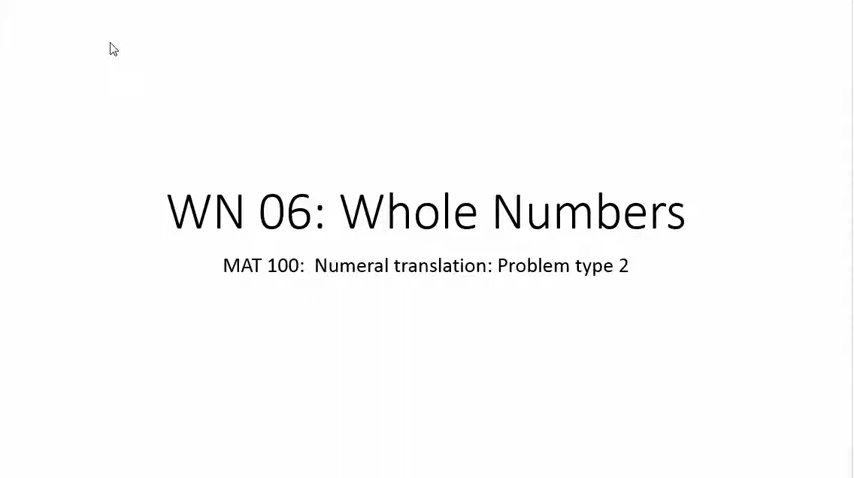 WN 06: Whole Numbers
MAT 100: Numeral translation: Problem type 2